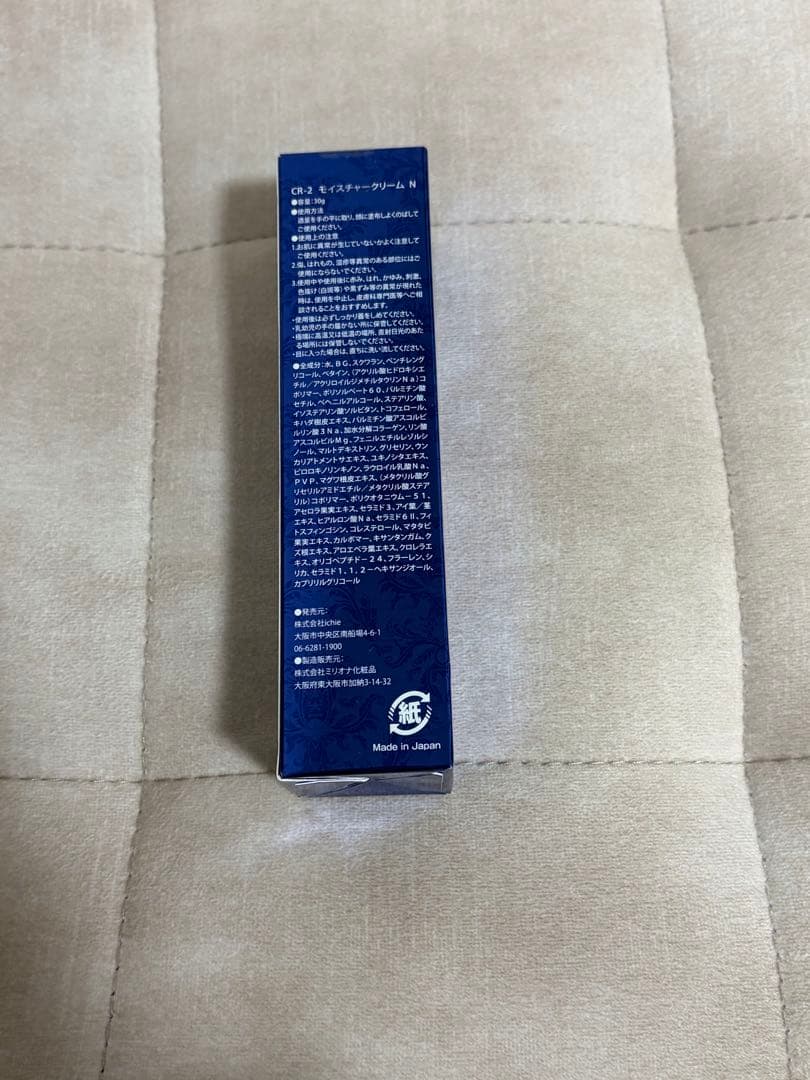 CR-2 モイスチャークリーム N
●容量:30g
●使用方法
適量を手の平に取り、顔に塗布しよくのばして
ご使用ください。
●使用上の注意
1.お肌に異常が生じていないかよく注意して
ご使用ください。
2.傷、はれもの、湿疹等異常のある部位にはご
使用にならないでください。
3.使用中や使用後に赤み、はれ、かゆみ、刺激、
色抜け(白斑等)や黒ずみ等の異常が現れた
時は、使用を中止し、皮膚科専門医等へご相
談されることをおすすめします。
・使用後は必ずしっかり蓋をしめてください。
・乳幼児の手の届かない所に保管してください。
・極端に高温又は低温の場所、直射日光のあた
る場所には保管しないでください。
・目に入った場合は、直ちに洗い流してください。
●全成分:水、BG、スクワラン、ペンチレング
リコール、ベタイン、(アクリル酸ヒドロキシエ
チル/アクリロイルジメチルタウリンNa)コ
ポリマー、ポリソルベート60、パルミチン酸
セチル、ベヘニルアルコール、ステアリン酸、
イソステアリン酸ソルビタン、トコフェロール、
キハダ樹皮エキス、パルミチン酸アスコルビ
ルリン酸3Na、加水分解コラーゲン、リン酸
アスコルビルMg、フェニルエチルレゾルシ
ノール、マルトデキストリン、グリセリン、ウン
カリアトメントサエキス、ユキノシタエキス、
ピロロキノリンキノン、ラウロイル乳酸Na、
PVP、マグワ根皮エキス、(メタクリル酸グ
リセリルアミドエチル/メタクリル酸ステア
リル)コポリマー、ポリクオタニウム-51、
アセロラ果実エキス、セラミド3、アイ葉/茎
エキス、ヒアルロン酸Na、セラミド6Ⅱ、フィ
トスフィンゴシン、コレステロール、マタタビ
果実エキス、カルボマー、キサンタンガム、ク
ズ根エキス、アロエベラ葉エキス、クロレラエ
キス、オリゴペプチド-24、フラーレン、シ
リカ、セラミド1、1,2-ヘキサンジオール、
カプリリルグリコール
●発売元:
株式会社ichie
大阪市中央区南船場4-6-1
06-6281-1900
●製造販売元:
株式会社ミリオナ化粧品
大阪府東大阪市加納3-14-32
紙
Made in Japan